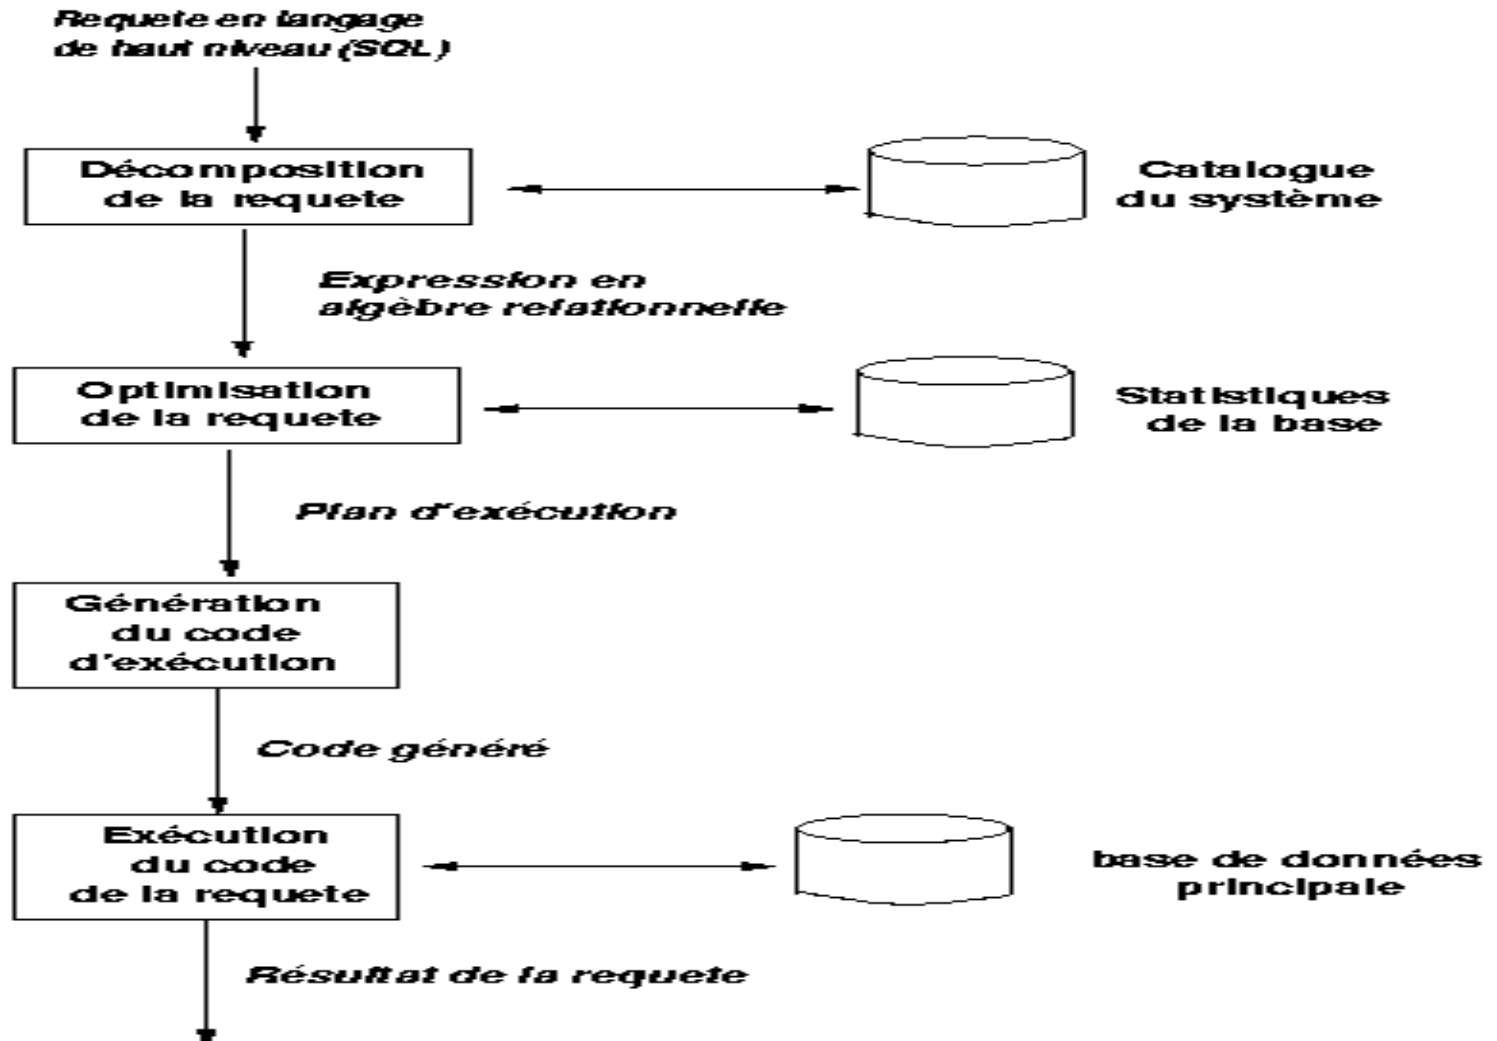 Requete en langage
de haut niveau (SQL)
Décomposition
de la requete
Catalogue
du système
Expression en
algèbre relationnelle
Optimisation
de la requete
Statistiques
de la base
Plan d'exécution
Génération
du code
d'exécution
Code généré
Exécution
du code
de la requete
base de données
principale
Résultat de la requete